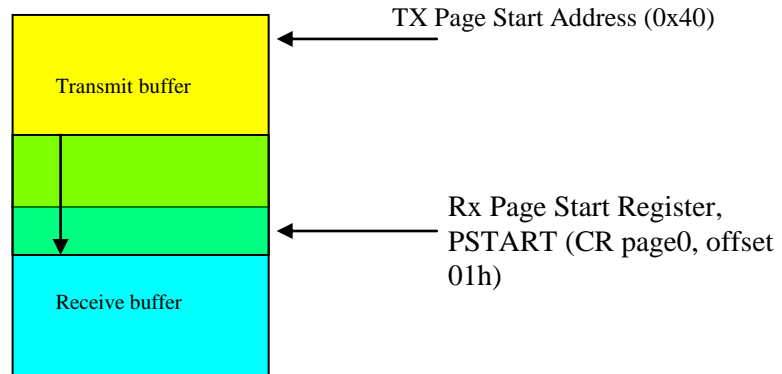 TX Page Start Address (0x40)
Transmit buffer
Rx Page Start Register,
PSTART (CR page0, offset
01h)
Receive buffer